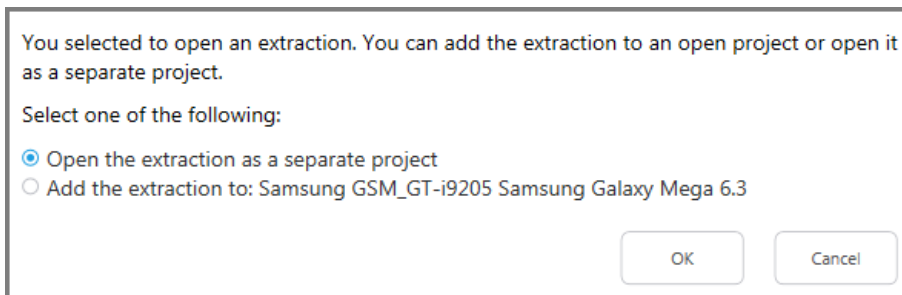 You selected to open an extraction. You can add the extraction to an open project or open it
as a separate project.
Select one of the following:
Open the extraction as a separate project
Add the extraction to: Samsung GSM_GT-i9205 Samsung Galaxy Mega 6.3
OK Cancel